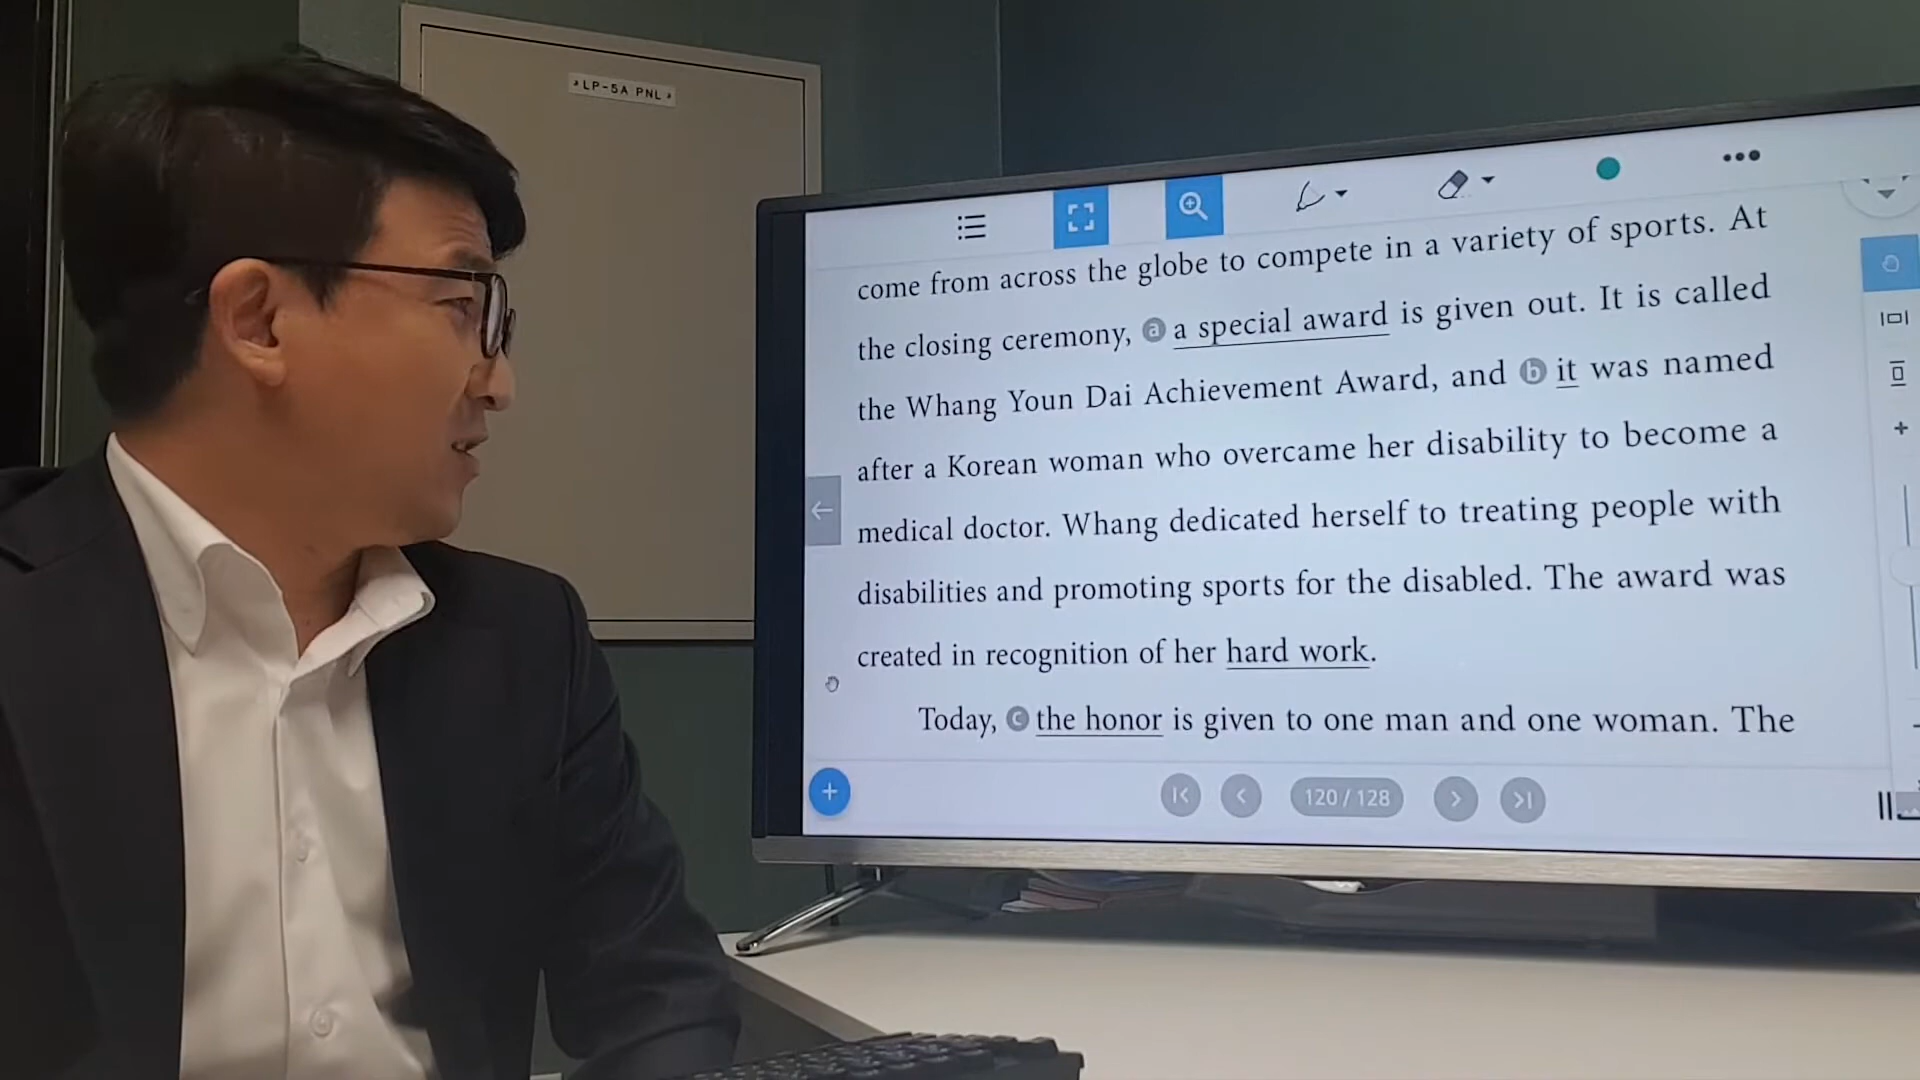 LP-5A PNL
come from across the globe to compete in a variety of sports. At
the closing ceremony, ⓐ a special award is given out. It is called
the Whang Youn Dai Achievement Award, and ⓑ it was named
after a Korean woman who overcame her disability to become a
medical doctor. Whang dedicated herself to treating people with
disabilities and promoting sports for the disabled. The award was
created in recognition of her hard work.
Today, ⓒ the honor is given to one man and one woman. The
120 / 128